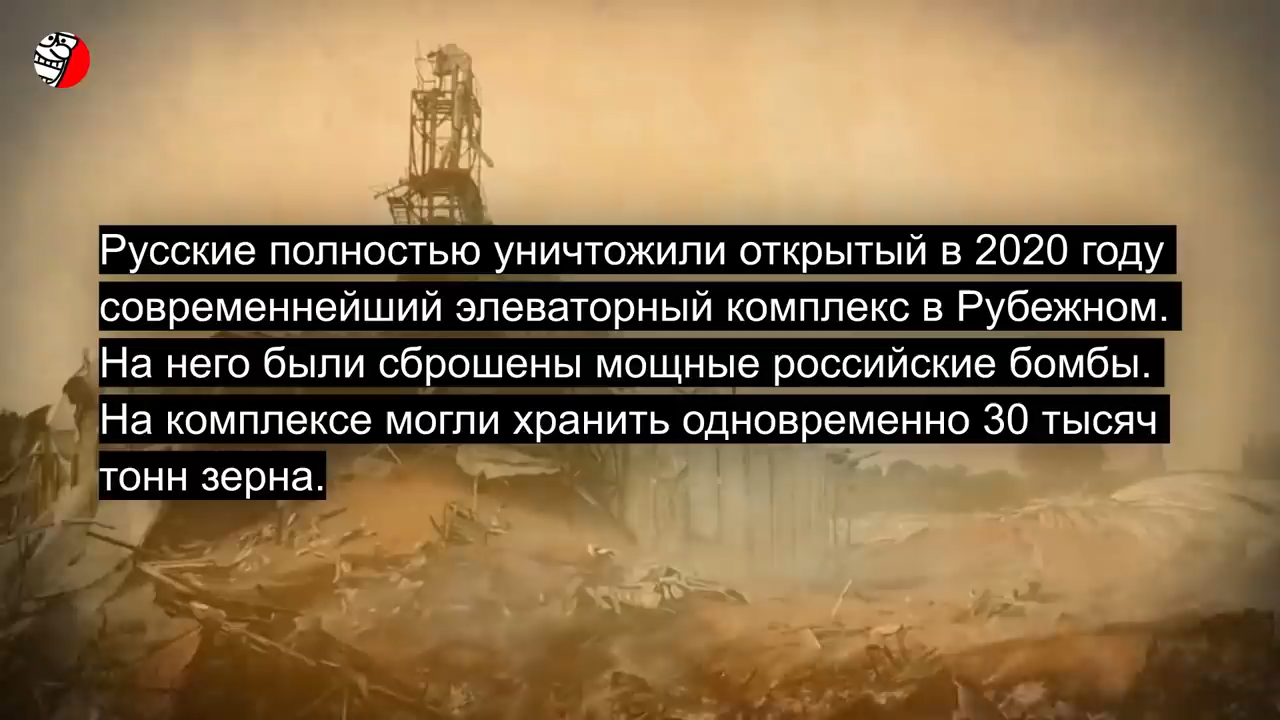 Русские полностью уничтожили открытый в 2020 году
современнейший элеваторный комплекс в Рубежном.
На него были сброшены мощные российские бомбы.
На комплексе могли хранить одновременно 30 тысяч
тонн зерна.